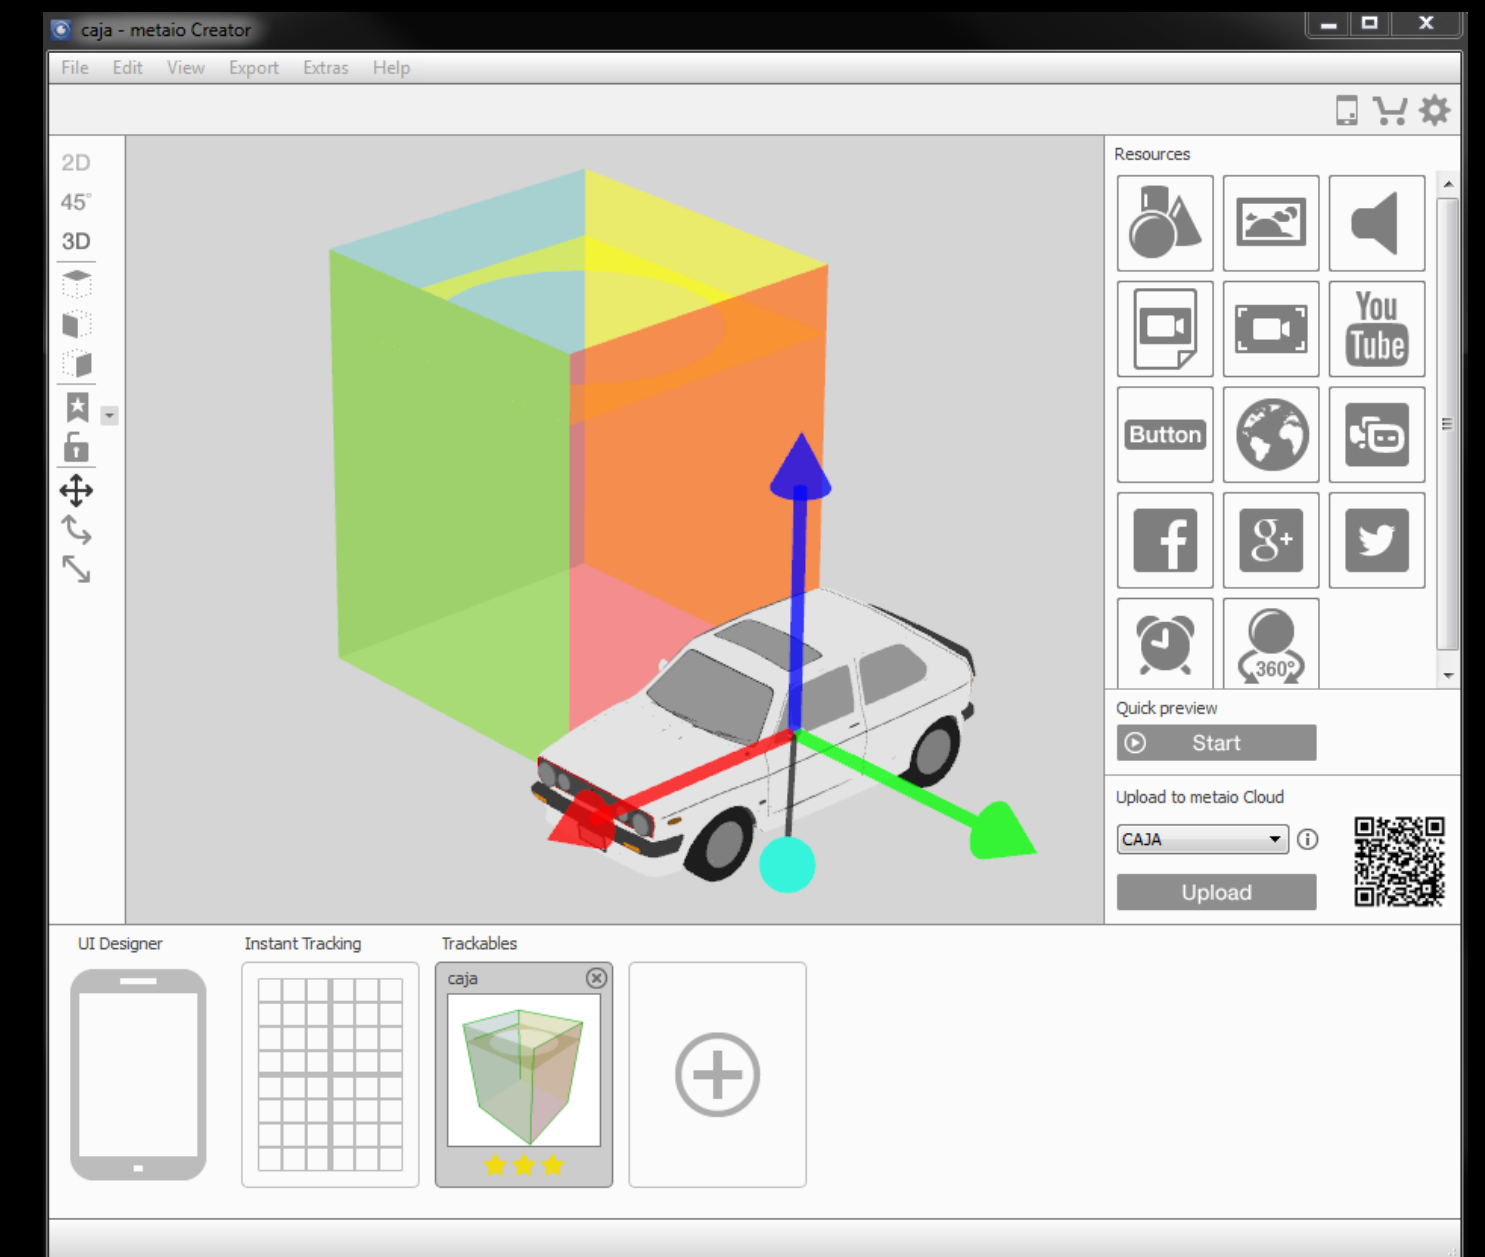 caja - metaio Creator
File Edit View Export Extras Help
2D
45°
3D
Resources
You
Tube
Button
f
g+
360°
Quick preview
Start
Upload to metaio Cloud
CAJA
i
Upload
UI Designer
Instant Tracking
Trackables
caja